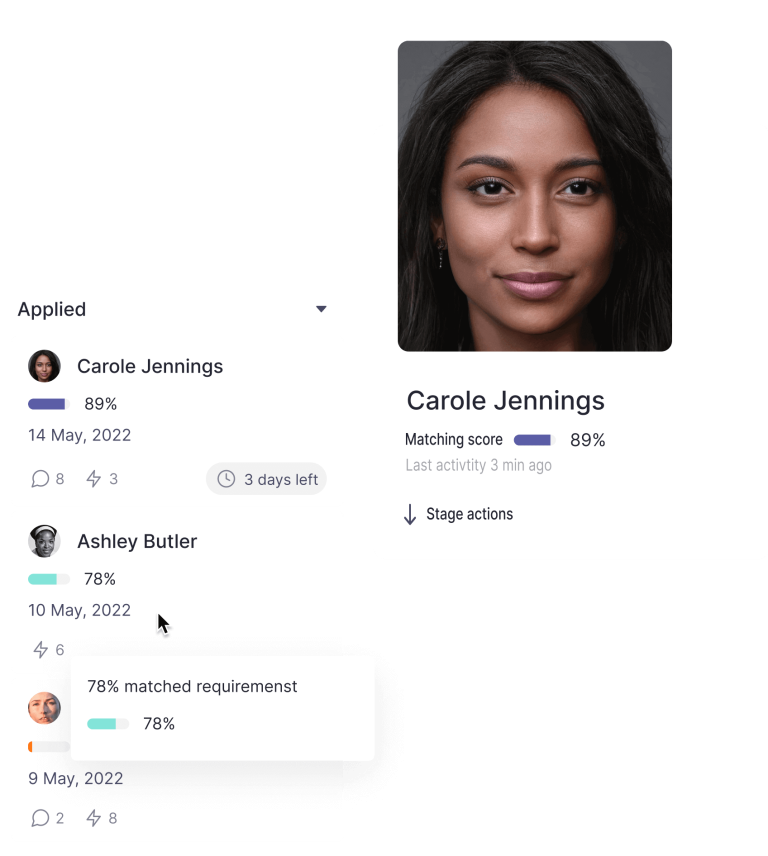 Applied
Carole Jennings
89%
14 May, 2022
8 3
3 days left
Ashley Butler
78%
10 May, 2022
6
78% matched requiremenst
78%
9 May, 2022
2 8
Carole Jennings
Matching score 89%
Last activtity 3 min ago
Stage actions